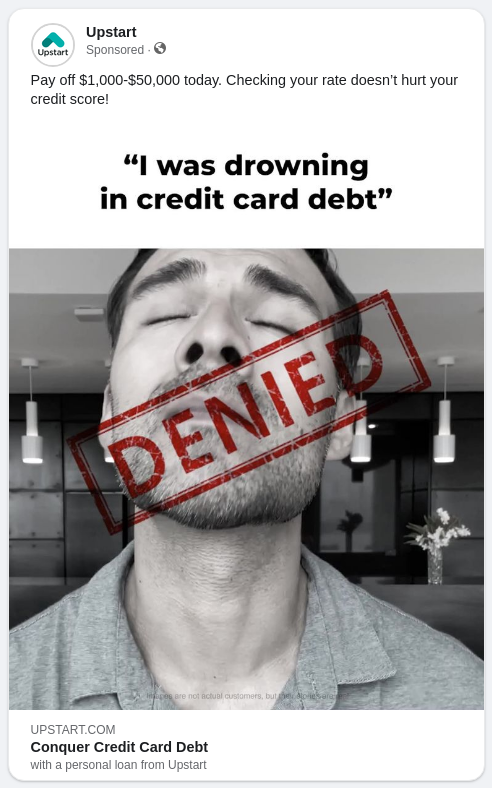 Upstart
Upstart
Sponsored ·
Pay off $1,000-$50,000 today. Checking your rate doesn’t hurt your
credit score!
“I was drowning
in credit card debt”
DENIED
Images are not actual customers, but their
UPSTART.COM
Conquer Credit Card Debt
with a personal loan from Upstart